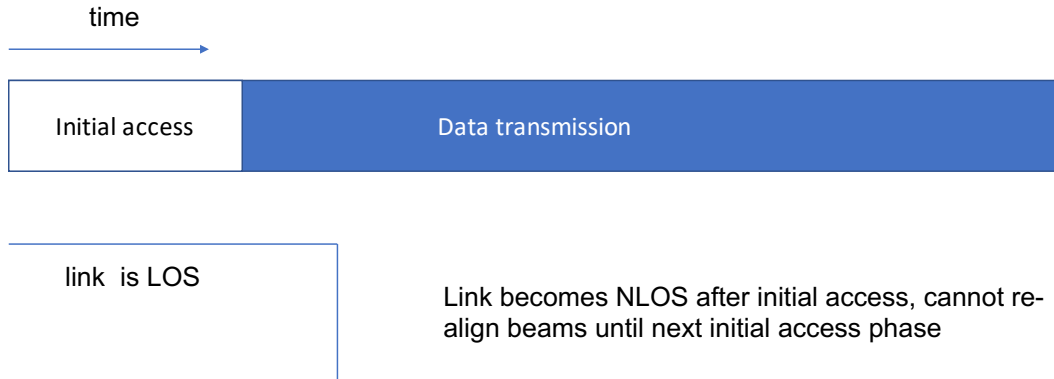 time
Initial access
Data transmission
link is LOS
Link becomes NLOS after initial access, cannot re-
align beams until next initial access phase